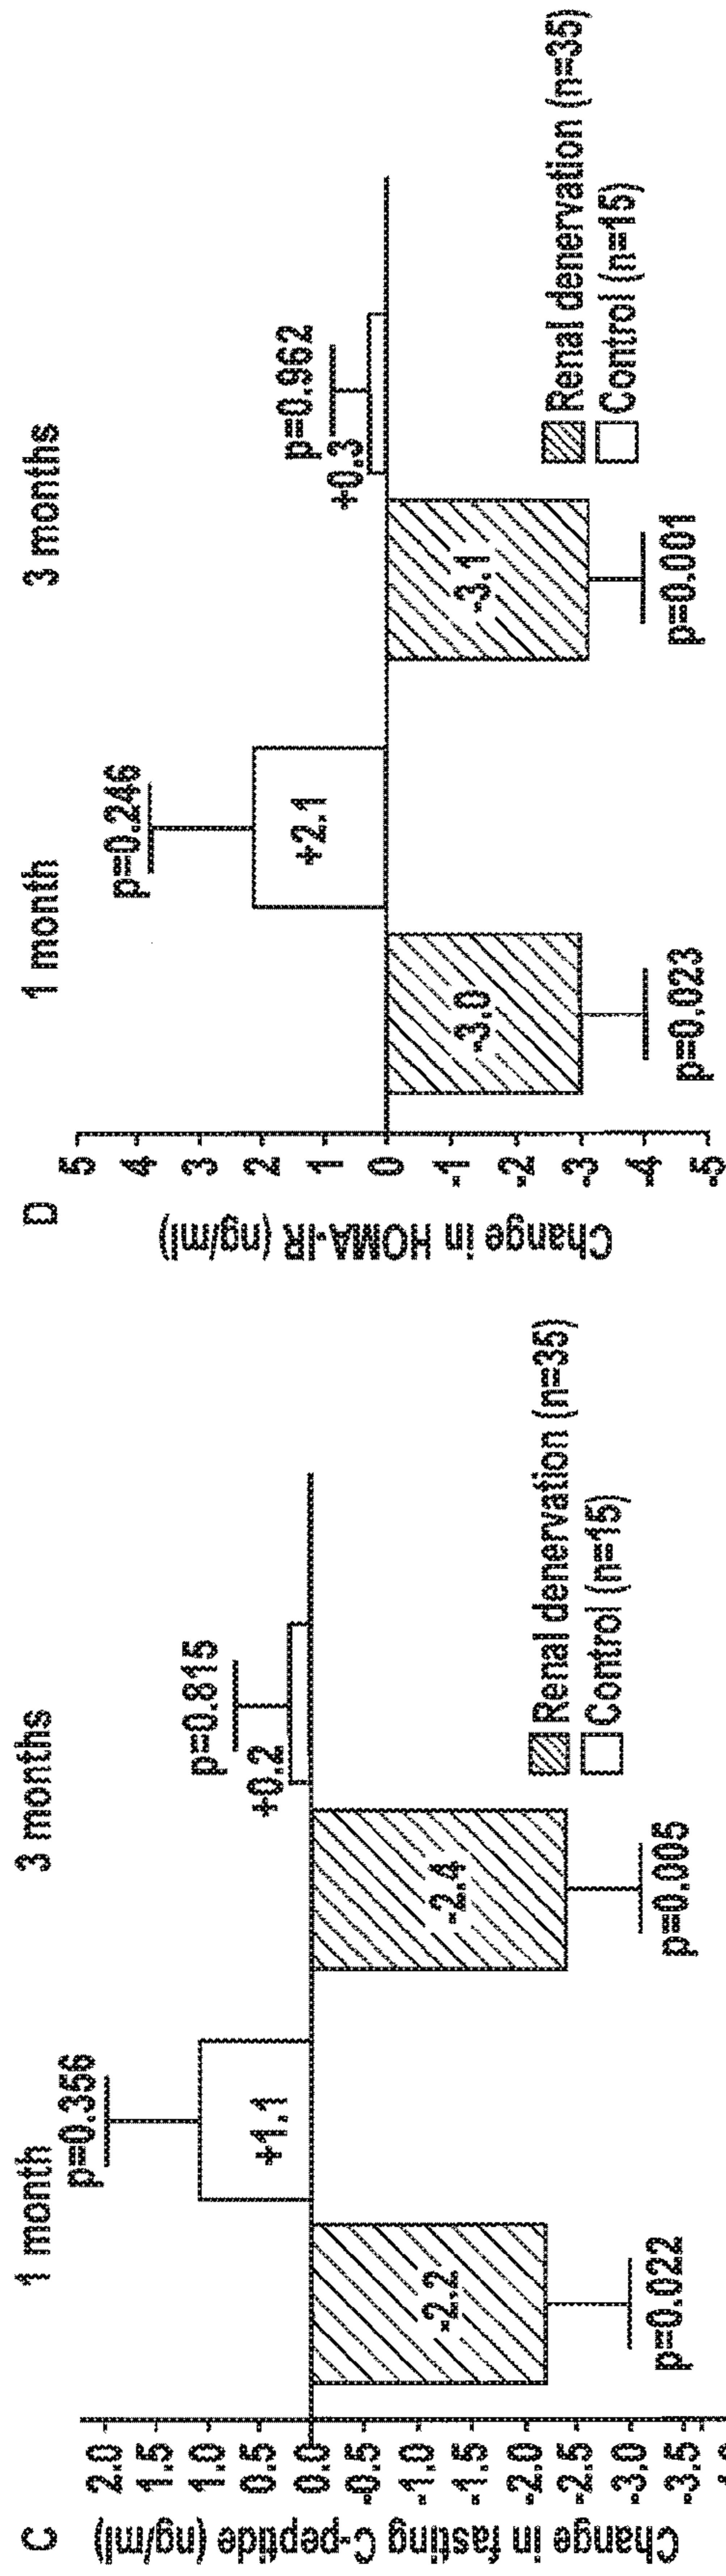 C
1 month
3 months
Change in fasting C-peptide (ng/ml)
2.0
1.5
1.0
0.5
0.0
-0.5
-1.0
-1.5
-2.0
-2.5
-3.0
-3.5
p=0.356
+1.1
-2.2
p=0.022
p=0.815
+0.2
-2.4
p=0.005
Renal denervation (n=35)
Control (n=15)
D
1 month
3 months
Change in HOMA-IR (ng/ml)
5
4
3
2
1
0
-1
-2
-3
-4
-5
p=0.246
+2.1
-3.0
p=0.023
p=0.962
+0.3
-3.1
p=0.001
Renal denervation (n=35)
Control (n=15)